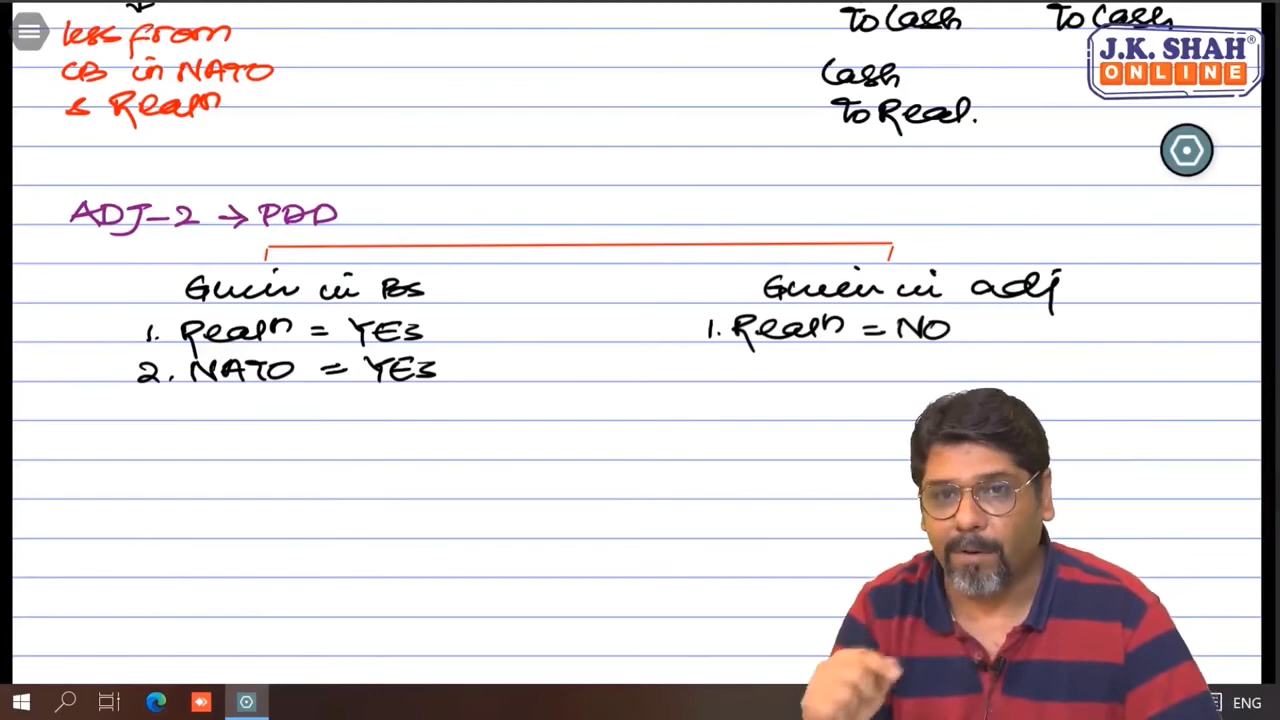 less from
CB in NATO
& Realn
To Cash To Cash
Cash
To Real.
J.K. SHAH®
ONLINE
ADJ-2 → PDD
Given in BS
1. Realn = YES
2. NATO = YES
Given in adj
1. Realn = NO
ENG